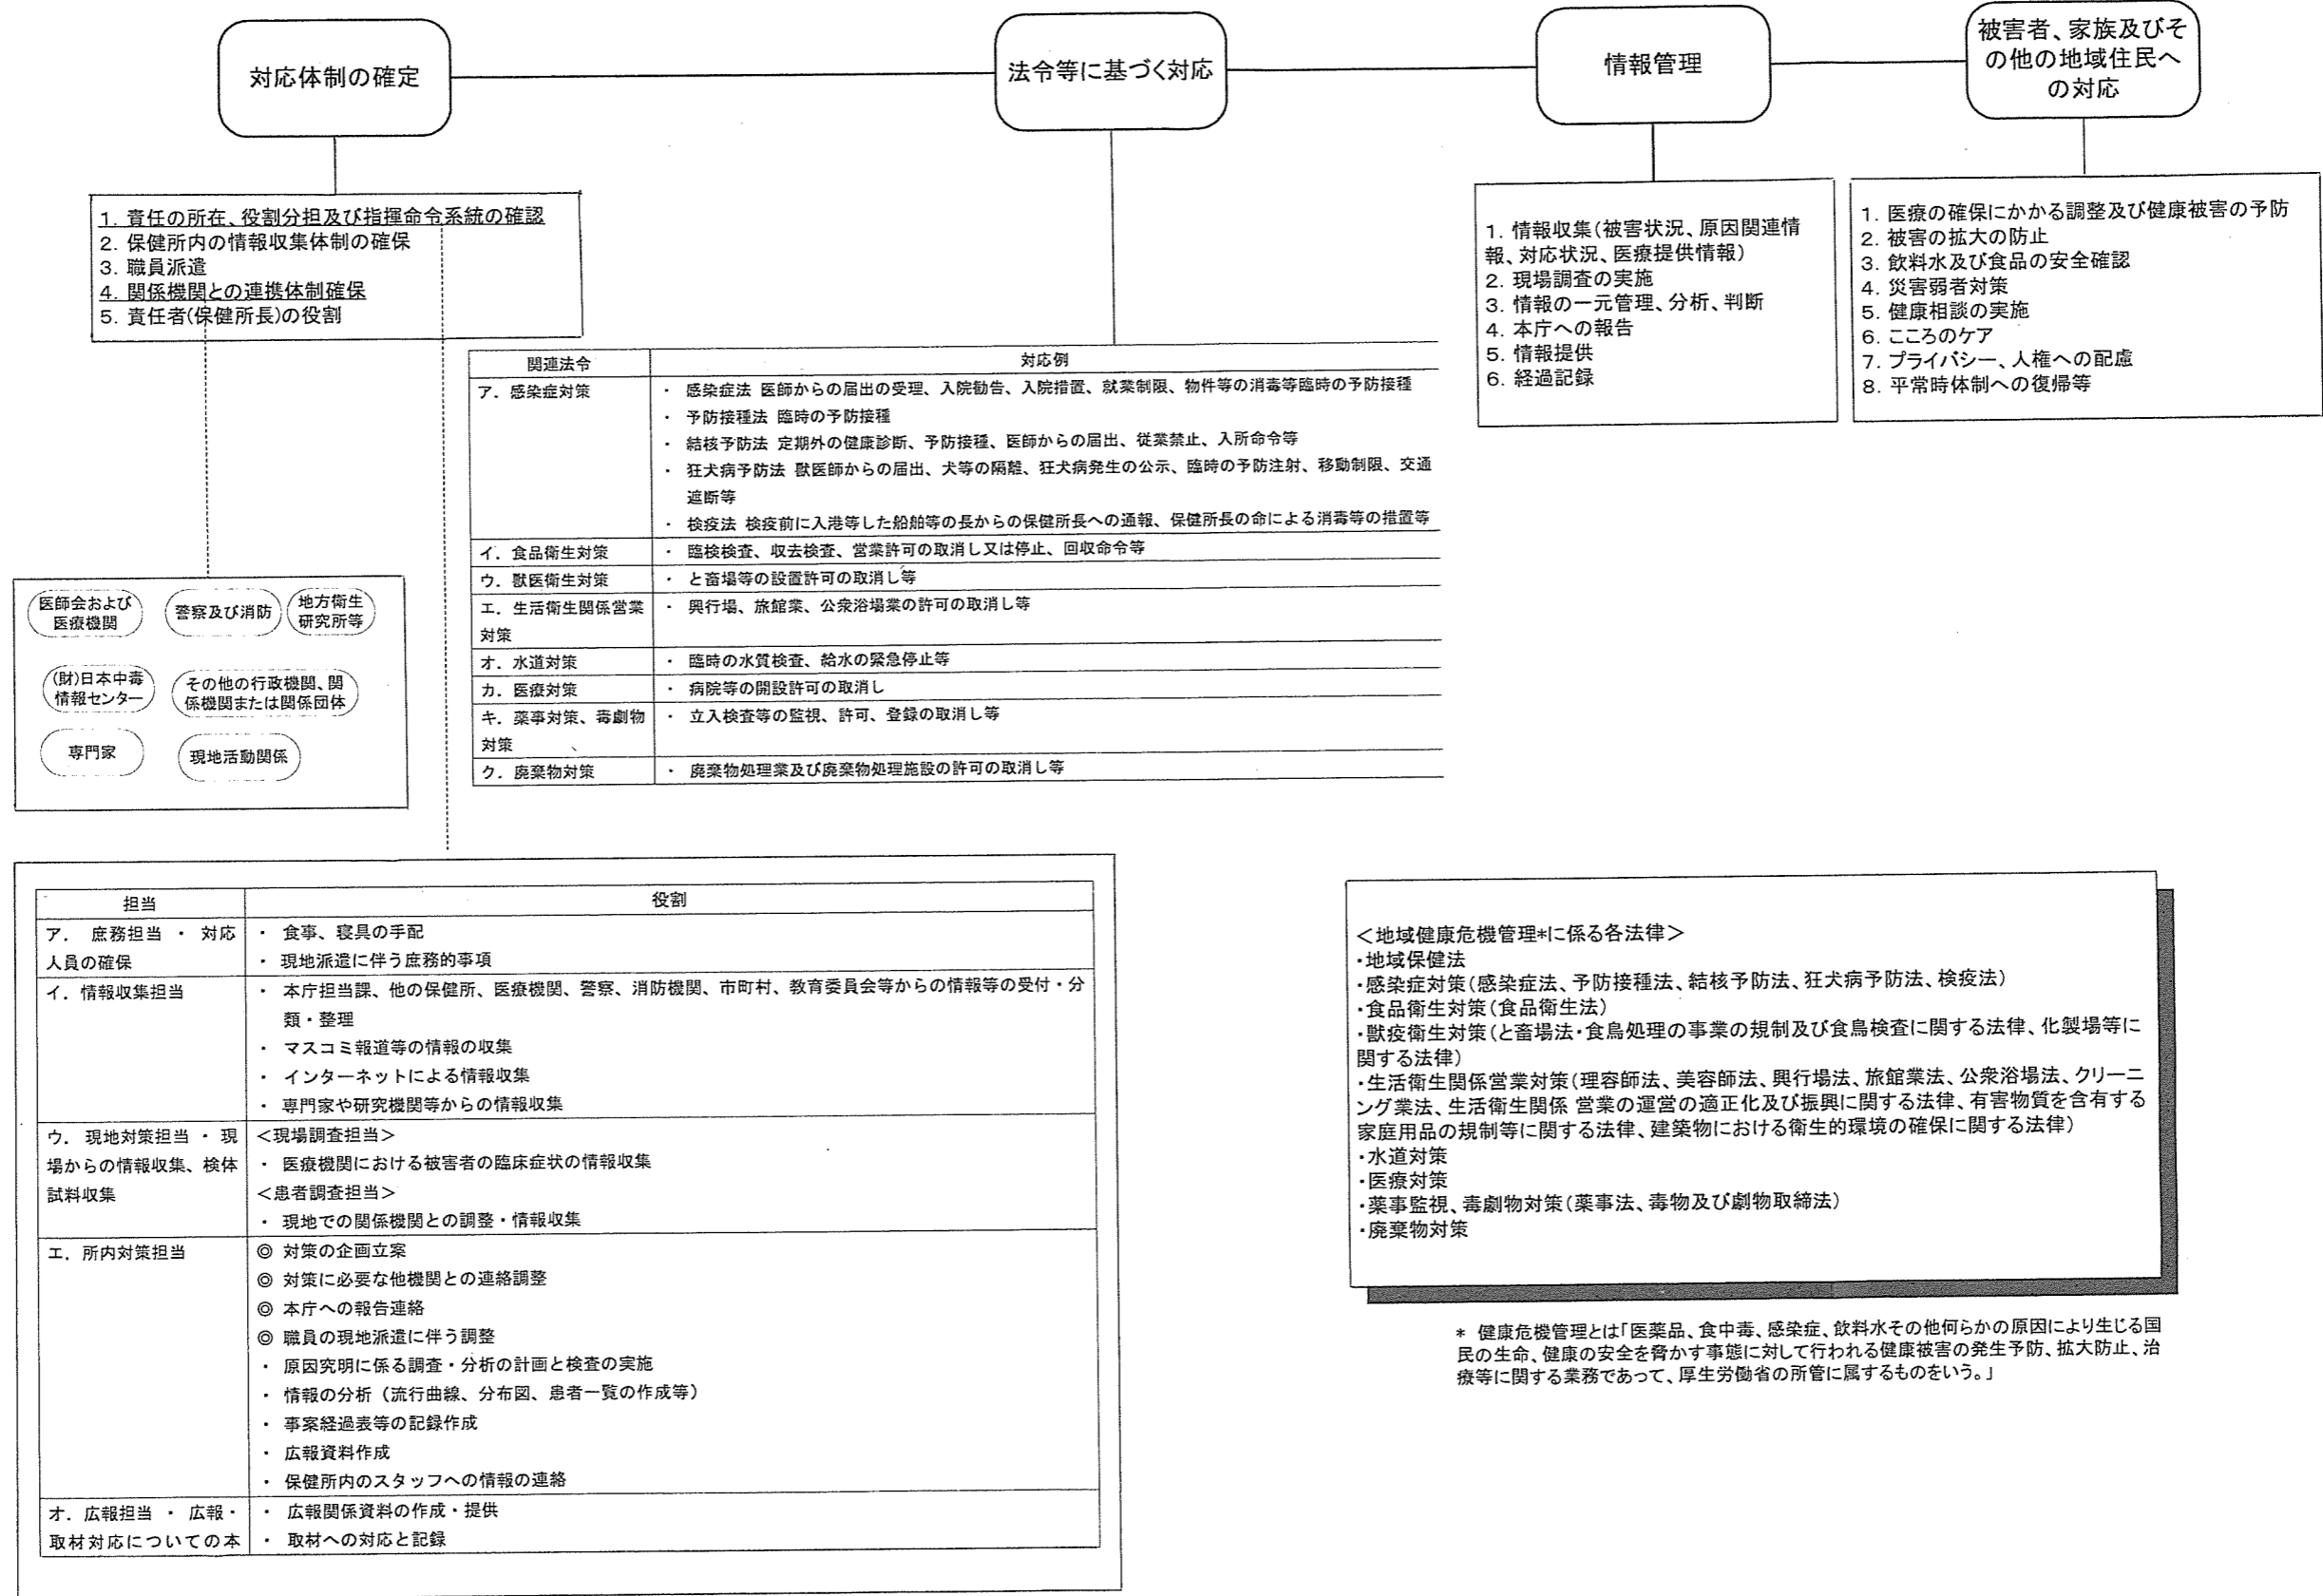 対応体制の確定
法令等に基づく対応
情報管理
被害者、家族及びそ
の他の地域住民へ
の対応
1. 責任の所在、役割分担及び指揮命令系統の確認
2. 保健所内の情報収集体制の確保
3. 職員派遣
4. 関係機関との連携体制確保
5. 責任者(保健所長)の役割
1. 情報収集(被害状況、原因関連情
報、対応状況、医療提供情報)
2. 現場調査の実施
3. 情報の一元管理、分析、判断
4. 本庁への報告
5. 情報提供
6. 経過記録
1. 医療の確保にかかる調整及び健康被害の予防
2. 被害の拡大の防止
3. 飲料水及び食品の安全確認
4. 災害弱者対策
5. 健康相談の実施
6. こころのケア
7. プライバシー、人権への配慮
8. 平常時体制への復帰等
関連法令 対応例
ア. 感染症対策
・ 感染症法 医師からの届出の受理、入院勧告、入院措置、就業制限、物件等の消毒等臨時の予防接種
・ 予防接種法 臨時の予防接種
・ 結核予防法 定期外の健康診断、予防接種、医師からの届出、従業禁止、入所命令等
・ 狂犬病予防法 獣医師からの届出、犬等の隔離、狂犬病発生の公示、臨時の予防注射、移動制限、交通
遮断等
・ 検疫法 検疫前に入港等した船舶等の長からの保健所長への通報、保健所長の命による消毒等の措置等
イ. 食品衛生対策 ・ 臨検検査、収去検査、営業許可の取消し又は停止、回収命令等
ウ. 獣医衛生対策 ・ と畜場等の設置許可の取消し等
エ. 生活衛生関係営業 ・ 興行場、旅館業、公衆浴場業の許可の取消し等
対策
オ. 水道対策 ・ 臨時の水質検査、給水の緊急停止等
カ. 医療対策 ・ 病院等の開設許可の取消し
キ. 薬事対策、毒劇物 ・ 立入検査等の監視、許可、登録の取消し等
対策
ク. 廃棄物対策 ・ 廃棄物処理業及び廃棄物処理施設の許可の取消し等
医師会および
医療機関
警察及び消防
地方衛生
研究所等
(財)日本中毒
情報センター
その他の行政機関、関
係機関または関係団体
専門家
現地活動関係
担当 役割
ア. 庶務担当 ・ 対応 ・ 食事、寝具の手配
人員の確保 ・ 現地派遣に伴う庶務的事項
イ. 情報収集担当 ・ 本庁担当課、他の保健所、医療機関、警察、消防機関、市町村、教育委員会等からの情報等の受付・分
類・整理
・ マスコミ報道等の情報の収集
・ インターネットによる情報収集
・ 専門家や研究機関等からの情報収集
ウ. 現地対策担当 ・ 現 <現場調査担当>
場からの情報収集、検体 ・ 医療機関における被害者の臨床症状の情報収集
試料収集 <患者調査担当>
・ 現地での関係機関との調整・情報収集
エ. 所内対策担当 ◎ 対策の企画立案
◎ 対策に必要な他機関との連絡調整
◎ 本庁への報告連絡
◎ 職員の現地派遣に伴う調整
・ 原因究明に係る調査・分析の計画と検査の実施
・ 情報の分析(流行曲線、分布図、患者一覧の作成等)
・ 事案経過表等の記録作成
・ 広報資料作成
・ 保健所内のスタッフへの情報の連絡
オ. 広報担当 ・ 広報・ ・ 広報関係資料の作成・提供
取材対応についての本 ・ 取材への対応と記録
<地域健康危機管理*に係る各法律>
・地域保健法
・感染症対策(感染症法、予防接種法、結核予防法、狂犬病予防法、検疫法)
・食品衛生対策(食品衛生法)
・獣疫衛生対策(と畜場法・食鳥処理の事業の規制及び食鳥検査に関する法律、化製場等に
関する法律)
・生活衛生関係営業対策(理容師法、美容師法、興行場法、旅館業法、公衆浴場法、クリーニ
ング業法、生活衛生関係 営業の運営の適正化及び振興に関する法律、有害物質を含有する
家庭用品の規制等に関する法律、建築物における衛生的環境の確保に関する法律)
・水道対策
・医療対策
・薬事監視、毒劇物対策(薬事法、毒物及び劇物取締法)
・廃棄物対策
* 健康危機管理とは「医薬品、食中毒、感染症、飲料水その他何らかの原因により生じる国
民の生命、健康の安全を脅かす事態に対して行われる健康被害の発生予防、拡大防止、治
療等に関する業務であって、厚生労働省の所管に属するものをいう。」